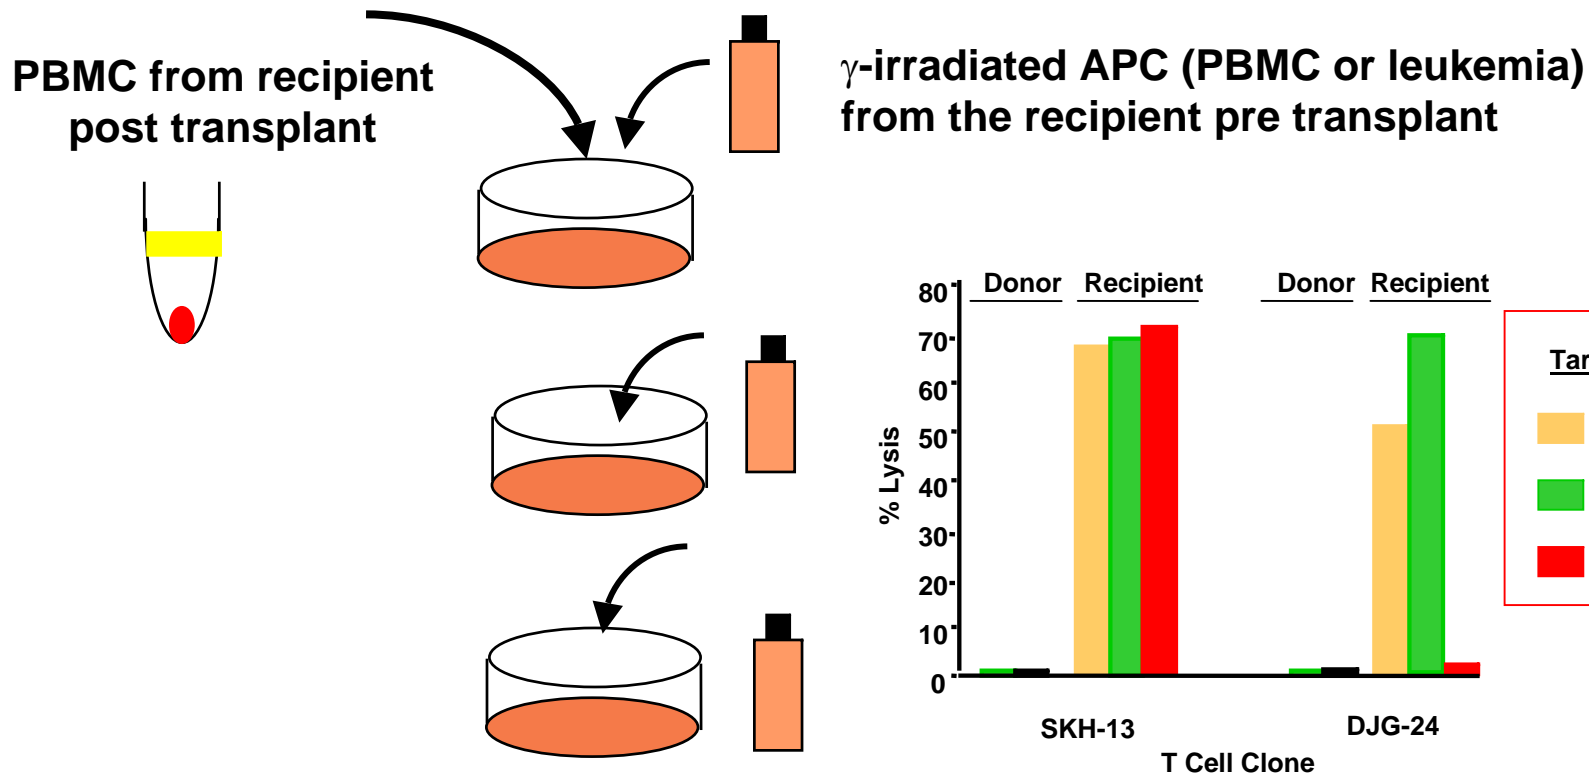 PBMC from recipient
post transplant
γ-irradiated APC (PBMC or leukemia)
from the recipient pre transplant
Donor Recipient Donor Recipient
80
70
60
50
40
30
20
10
0
% Lysis
SKH-13 DJG-24
T Cell Clone
Tar